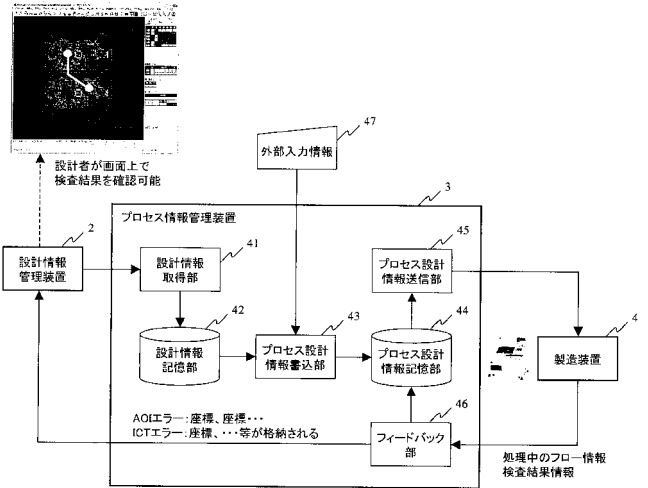 設計者が画面上で
検査結果を確認可能
47
外部入力情報
3
プロセス情報管理装置
2
設計情報
管理装置
41
設計情報
取得部
45
プロセス設計
情報送信部
42
設計情報
記憶部
43
プロセス設計
情報書込部
44
プロセス設計
情報記憶部
4
製造装置
AOIエラー:座標、座標・・・
ICTエラー:座標、・・・等が格納される
46
フィードバック
部
処理中のフロー情報
検査結果情報